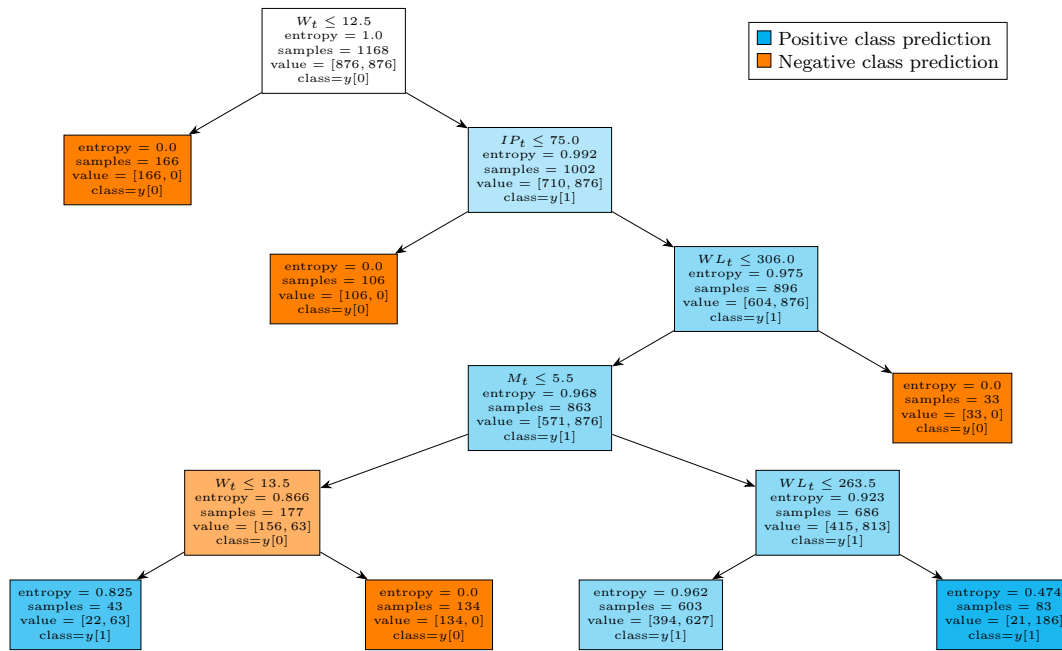 W_t ≤ 12.5
entropy = 1.0
samples = 1168
value = [876, 876]
class=y[0]
Positive class prediction
Negative class prediction
entropy = 0.0
samples = 166
value = [166, 0]
class=y[0]
IP_t ≤ 75.0
entropy = 0.992
samples = 1002
value = [710, 876]
class=y[1]
entropy = 0.0
samples = 106
value = [106, 0]
class=y[0]
WL_t ≤ 306.0
entropy = 0.975
samples = 896
value = [604, 876]
class=y[1]
M_t ≤ 5.5
entropy = 0.968
samples = 863
value = [571, 876]
class=y[1]
entropy = 0.0
samples = 33
value = [33, 0]
class=y[0]
W_t ≤ 13.5
entropy = 0.866
samples = 177
value = [156, 63]
class=y[0]
WL_t ≤ 263.5
entropy = 0.923
samples = 686
value = [415, 813]
class=y[1]
entropy = 0.825
samples = 43
value = [22, 63]
class=y[1]
entropy = 0.0
samples = 134
value = [134, 0]
class=y[0]
entropy = 0.962
samples = 603
value = [394, 627]
class=y[1]
entropy = 0.474
samples = 83
value = [21, 186]
class=y[1]